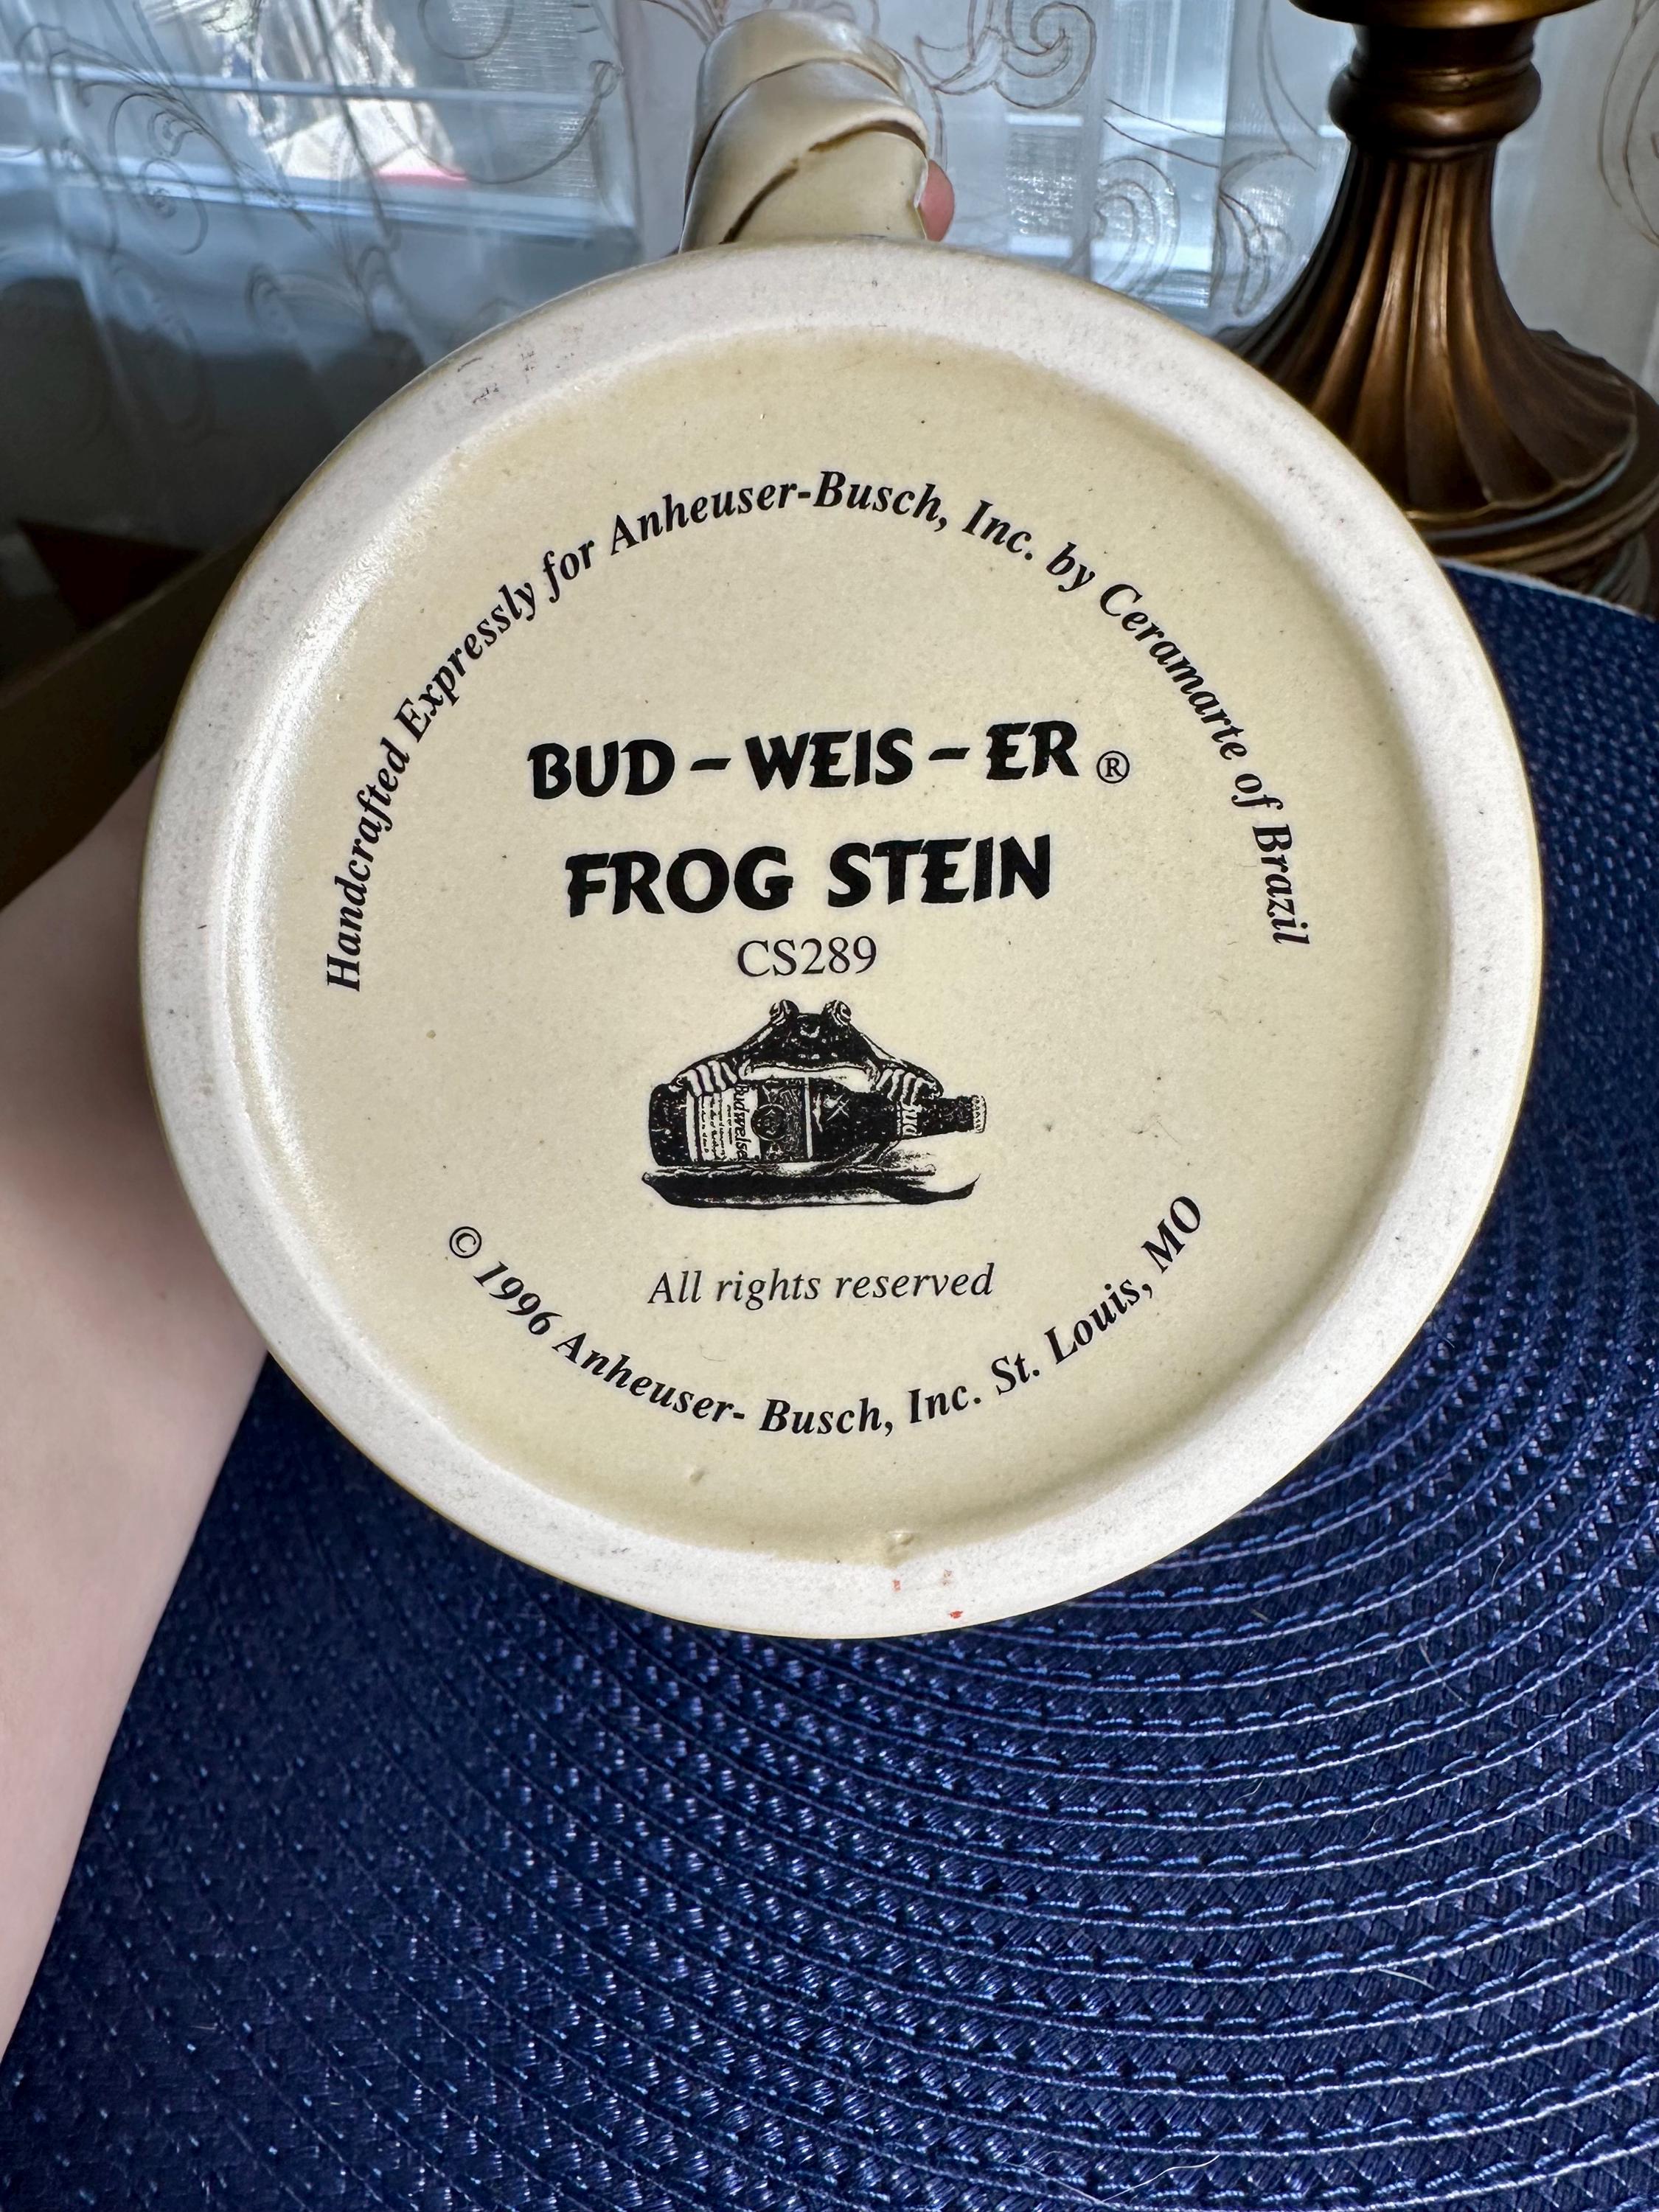 Handcrafted Expressly for Anheuser-Busch, Inc. by Ceramarte of Brazil
BUD - WEIS - ER ®
FROG STEIN
CS289
Budweiser
All rights reserved
© 1996 Anheuser- Busch, Inc. St. Louis, MO